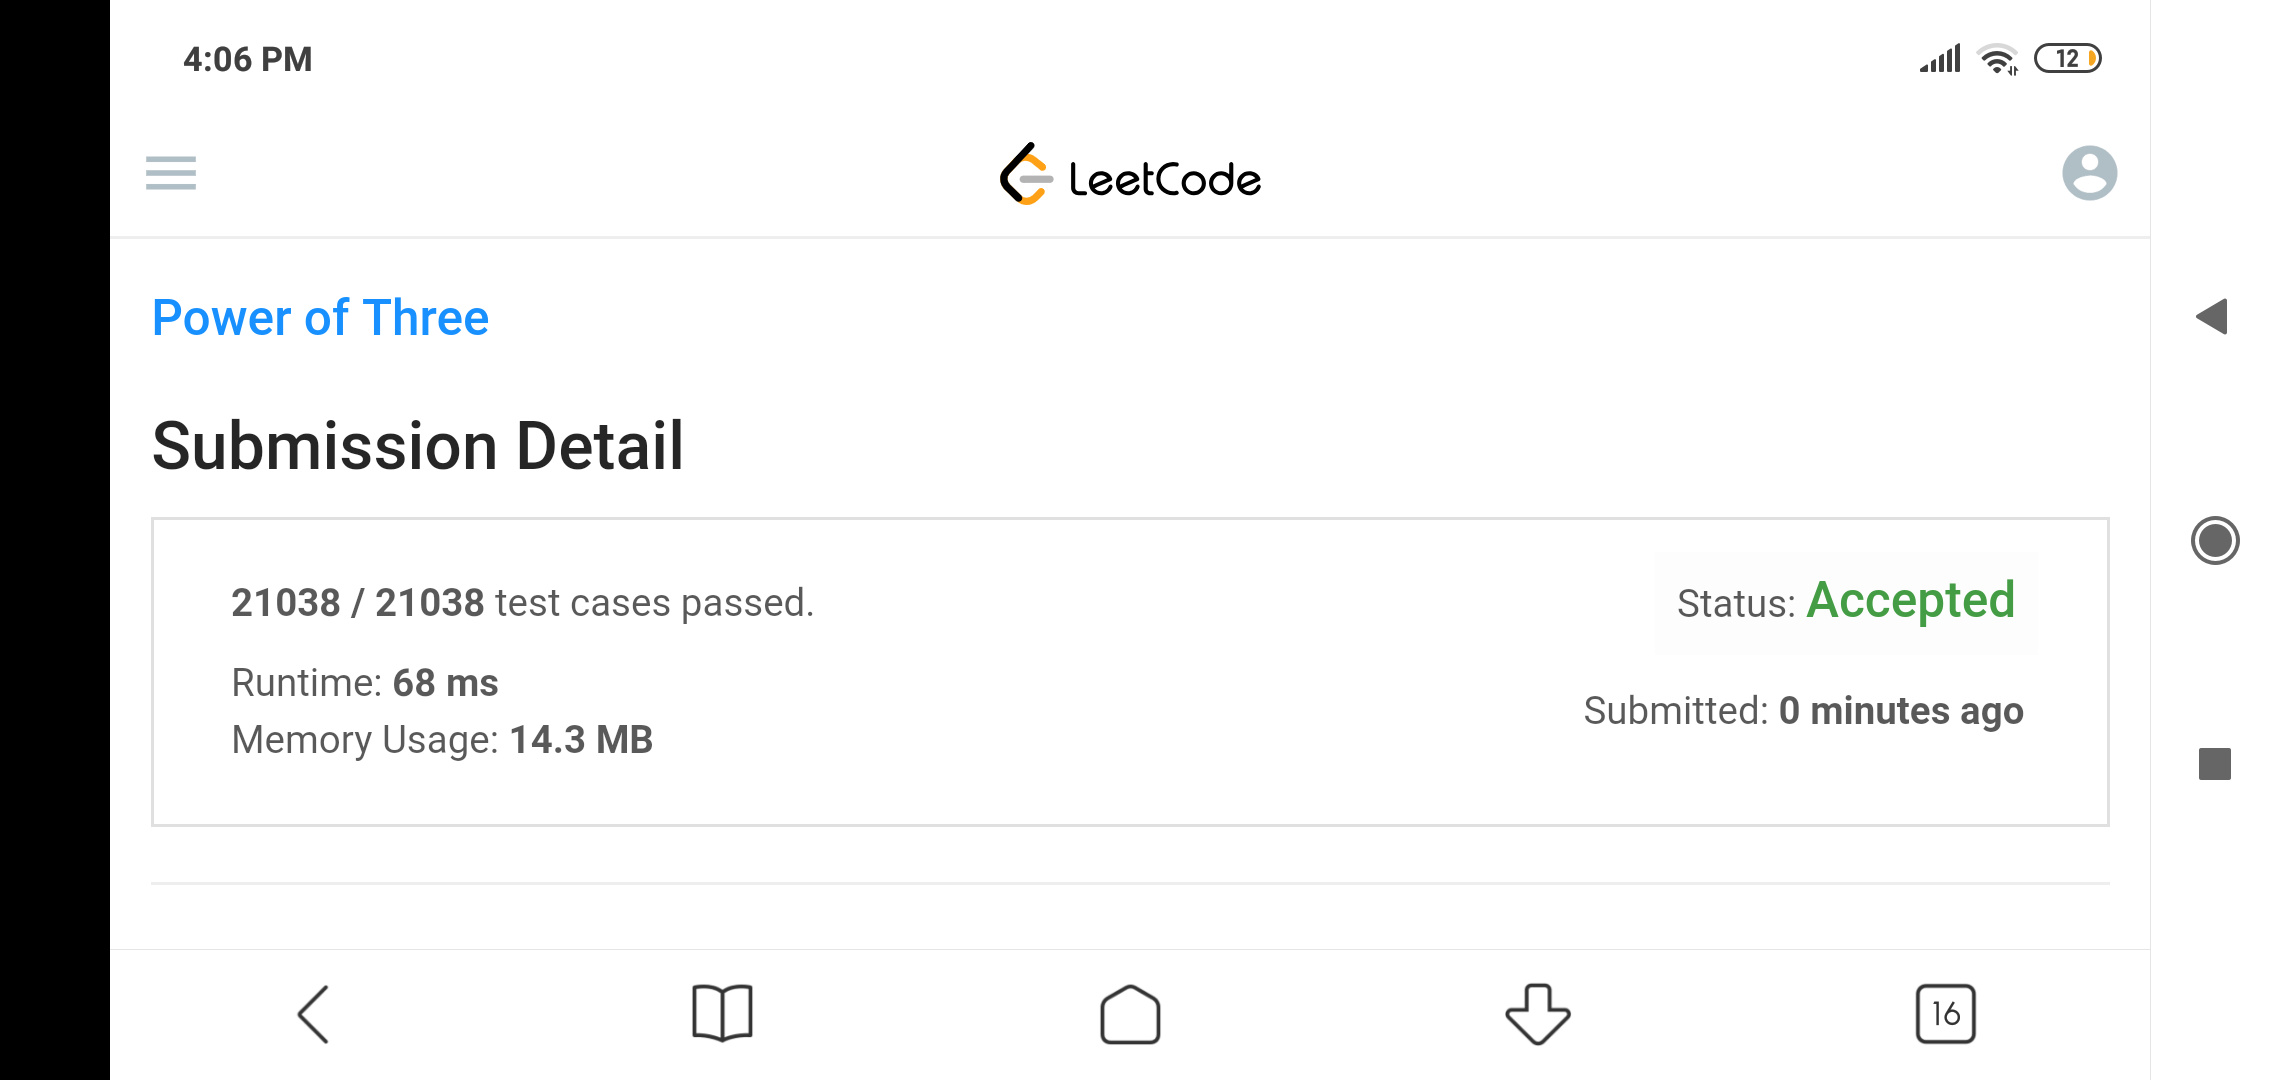 4:06 PM
12
LeetCode
Power of Three
Submission Detail
21038 / 21038 test cases passed.
Status: Accepted
Runtime: 68 ms
Submitted: 0 minutes ago
Memory Usage: 14.3 MB
16